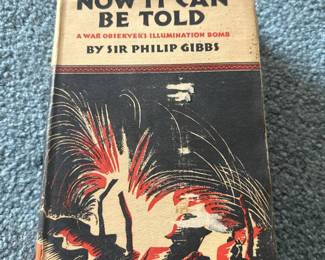 NOW IT CAN
BE TOLD
A WAR OBSERVER'S ILLUMINATION BOMB
BY SIR PHILIP GIBBS